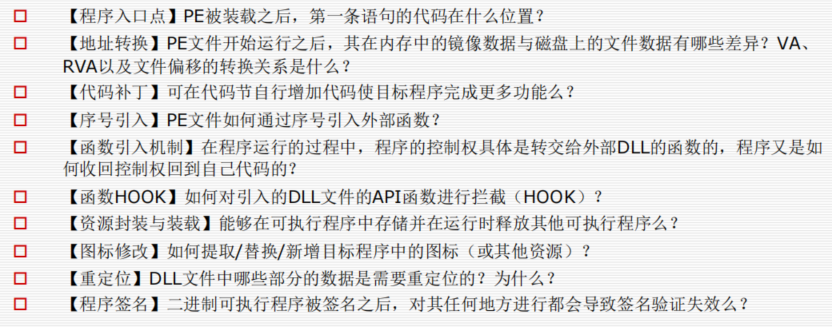 【程序入口点】PE被装载之后，第一条语句的代码在什么位置？
【地址转换】PE文件开始运行之后，其在内存中的镜像数据与磁盘上的文件数据有哪些差异？VA、
RVA以及文件偏移的转换关系是什么？
【代码补丁】可在代码节自行增加代码使目标程序完成更多功能么？
【序号引入】PE文件如何通过序号引入外部函数？
【函数引入机制】在程序运行的过程中，程序的控制权具体是转交给外部DLL的函数的，程序又是如
何收回控制权回到自己代码的？
【函数HOOK】如何对引入的DLL文件的API函数进行拦截（HOOK）？
【资源封装与装载】能够在可执行程序中存储并在运行时释放其他可执行程序么？
【图标修改】如何提取/替换/新增目标程序中的图标（或其他资源）？
【重定位】DLL文件中哪些部分的数据是需要重定位的？为什么？
【程序签名】二进制可执行程序被签名之后，对其任何地方进行都会导致签名验证失效么？